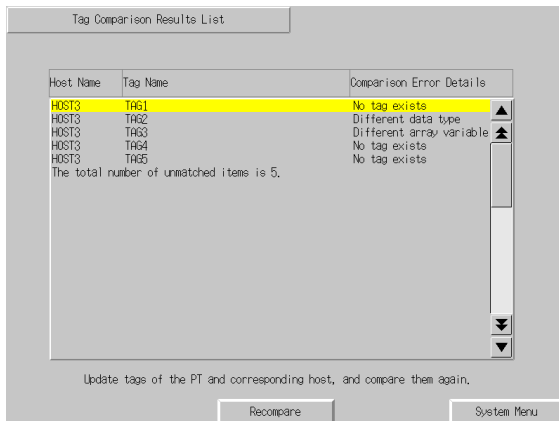 Tag Comparison Results List
Host Name Tag Name Comparison Error Details
HOST3 TAG1 No tag exists
HOST3 TAG2 Different data type
HOST3 TAG3 Different array variable
HOST3 TAG4 No tag exists
HOST3 TAG5 No tag exists
The total number of unmatched items is 5.
Update tags of the PT and corresponding host, and compare them again.
Recompare System Menu